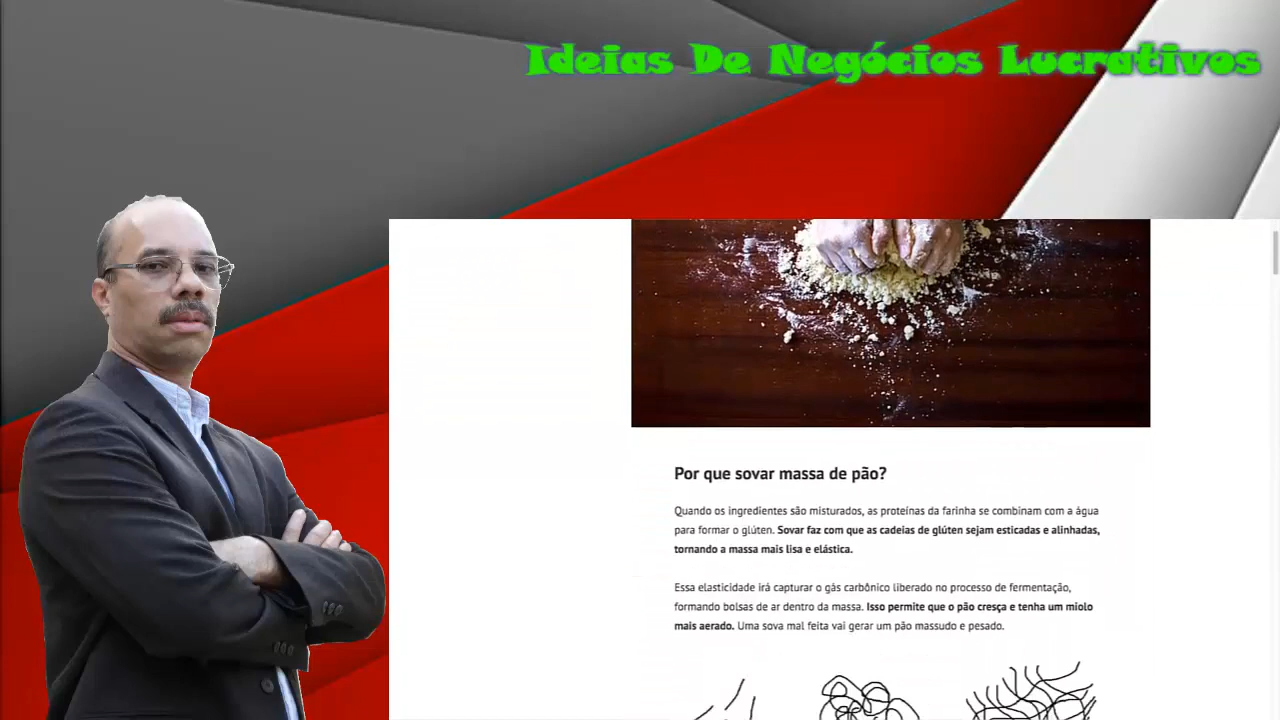 Ideias De Negócios Lucrativos
Por que sovar massa de pão?
Quando os ingredientes são misturados, as proteínas da farinha se combinam com a água
para formar o glúten. Sovar faz com que as cadeias de glúten sejam esticadas e alinhadas,
tornando a massa mais lisa e elástica.
Essa elasticidade irá capturar o gás carbônico liberado no processo de fermentação,
formando bolsas de ar dentro da massa. Isso permite que o pão cresça e tenha um miolo
mais aerado. Uma sova mal feita vai gerar um pão massudo e pesado.